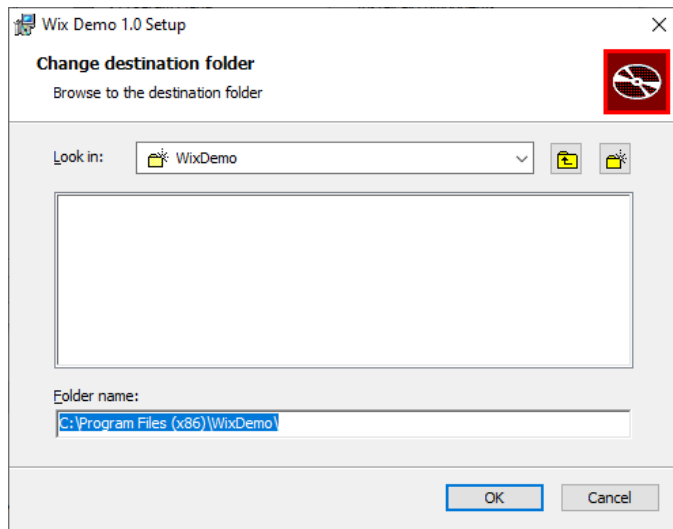 Wix Demo 1.0 Setup
Change destination folder
Browse to the destination folder
Look in:
WixDemo
Folder name:
C:\Program Files (x86)\WixDemo\
OK
Cancel